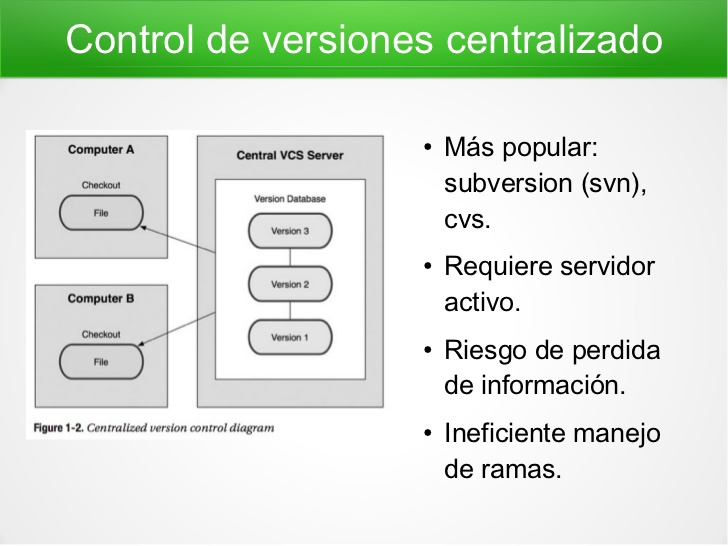 Control de versiones centralizado
Computer A
Checkout
File
Computer B
Checkout
File
Central VCS Server
Version Database
Version 3
Version 2
Version 1
Figure 1-2. Centralized version control diagram
• Más popular:
subversion (svn),
cvs.
• Requiere servidor
activo.
• Riesgo de perdida
de información.
• Ineficiente manejo
de ramas.